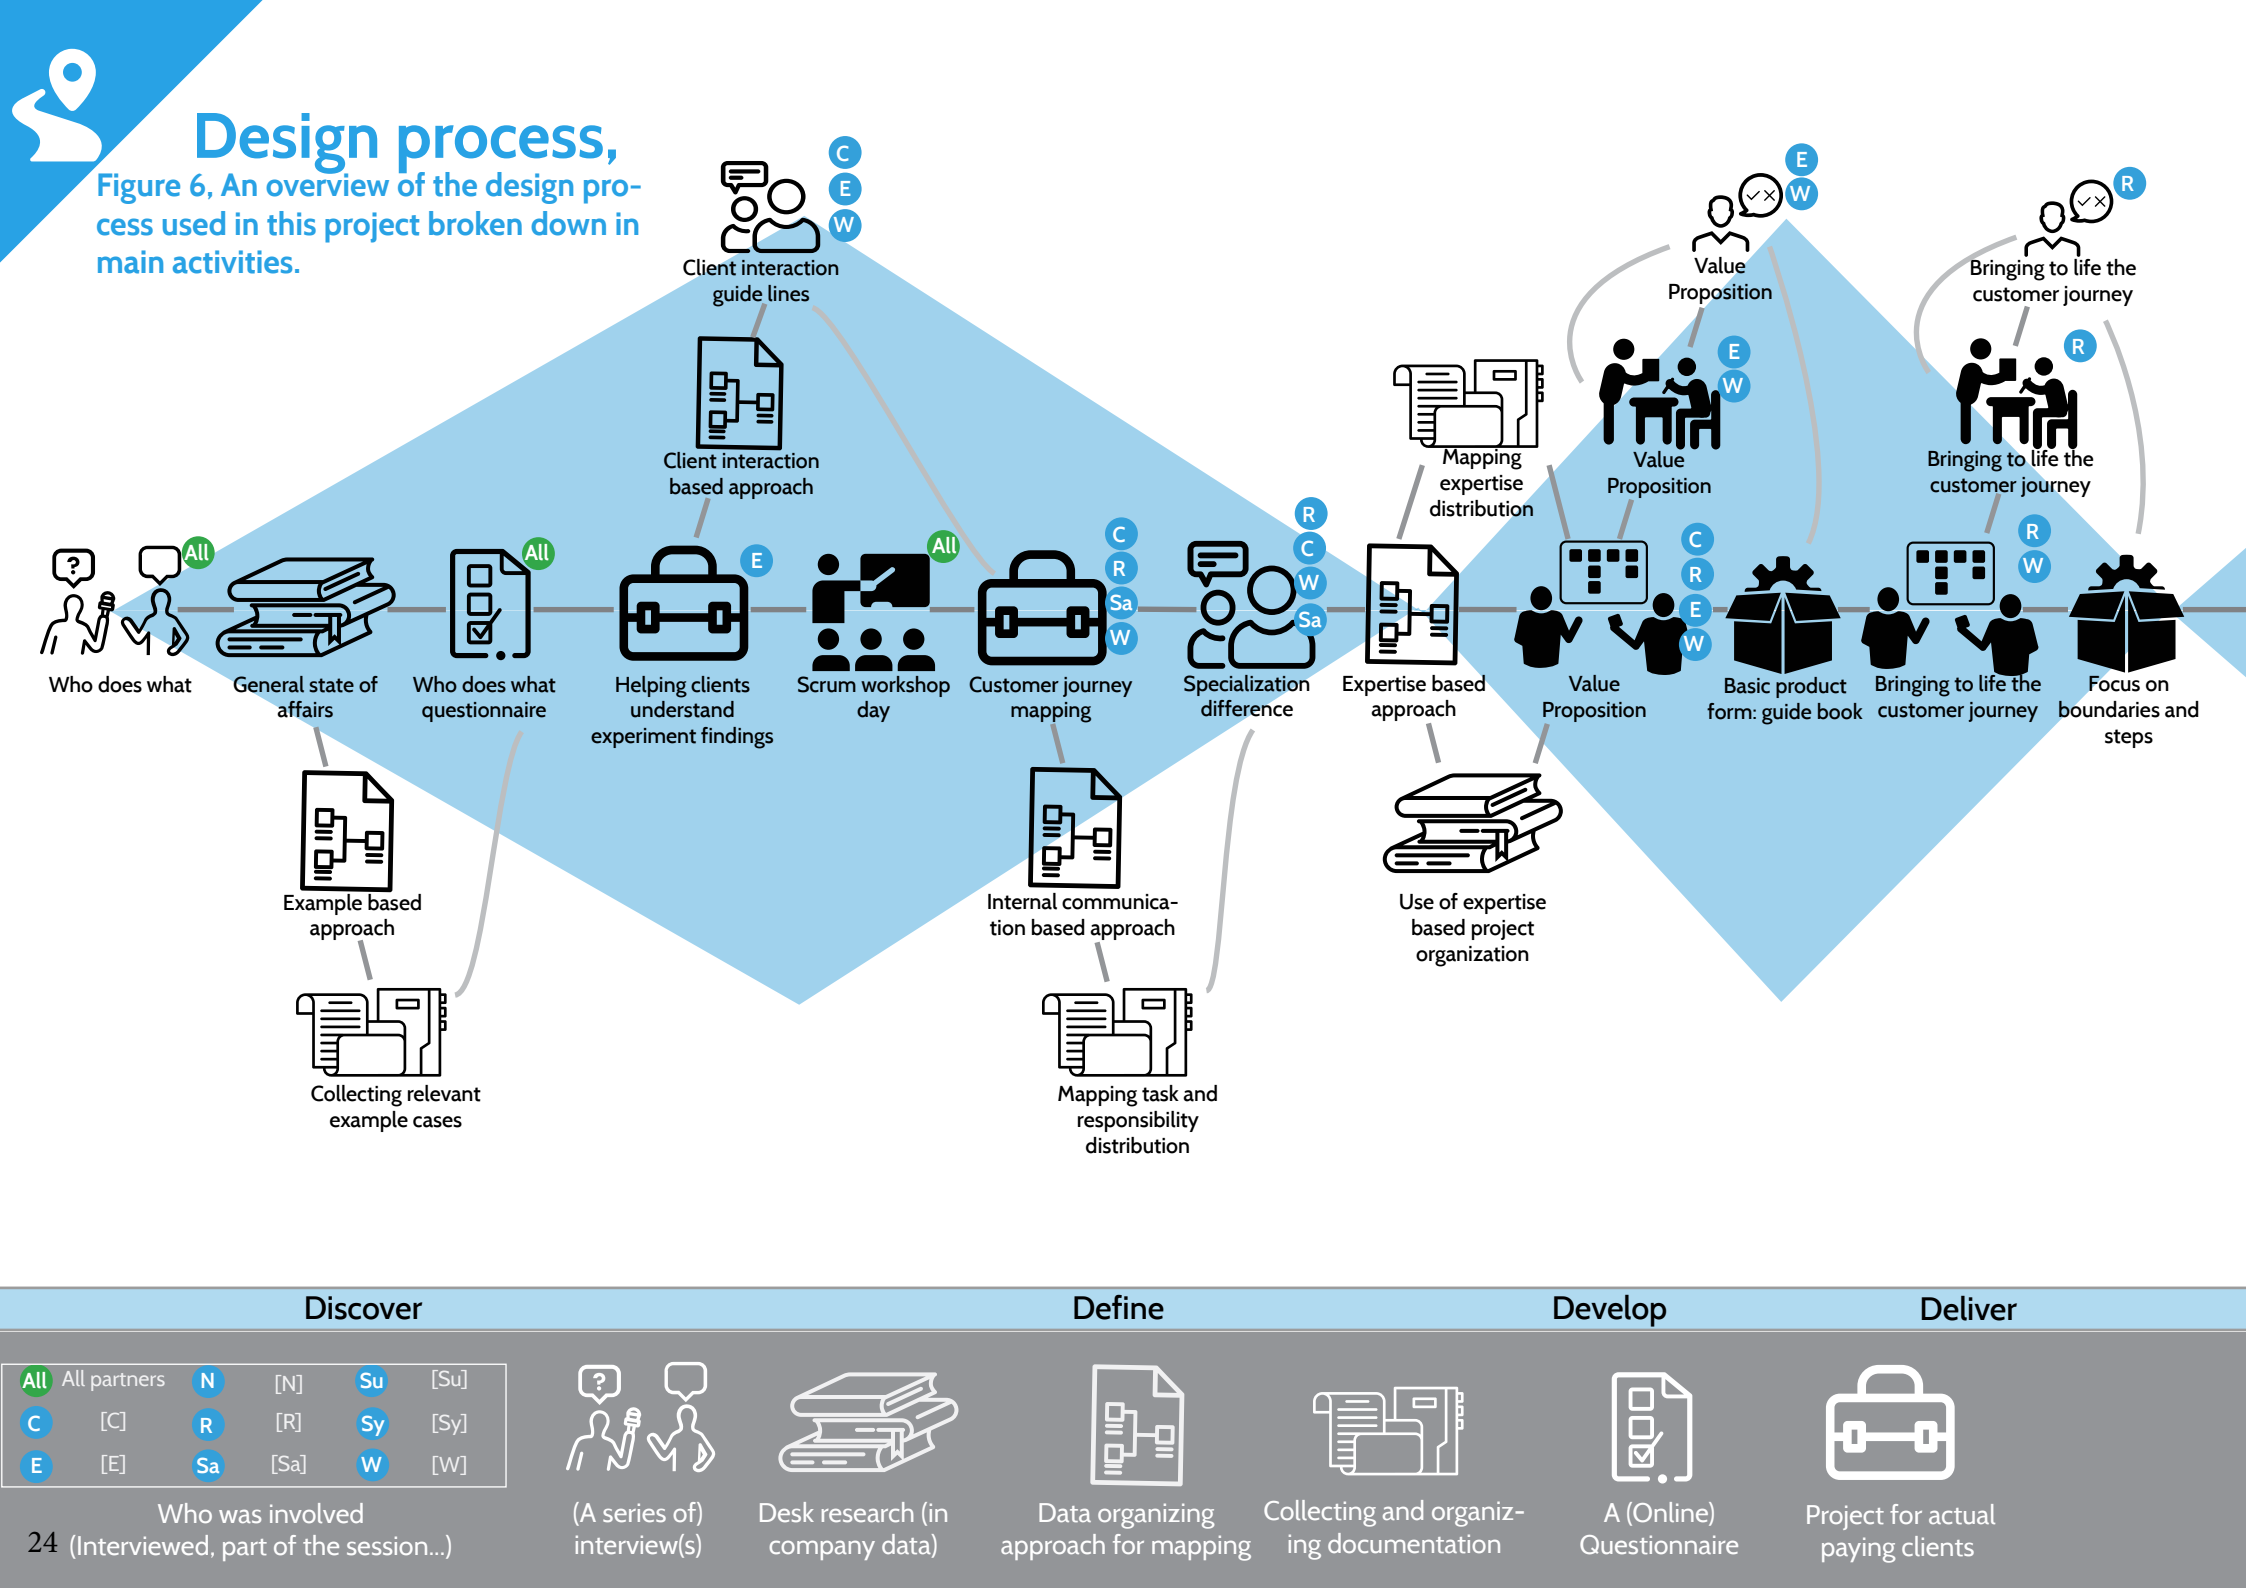 Design process,
Figure 6, An overview of the design pro-
cess used in this project broken down in
main activities.
C
E
W
Client interaction
guide lines
Client interaction
based approach
E
W
Value
Proposition
E
W
Value
Proposition
R
Bringing to life the
customer journey
R
Bringing to life the
customer journey
Mapping
expertise
distribution
?
All
Who does what
General state of
affairs
All
Who does what
questionnaire
E
Helping clients
understand
experiment findings
All
Scrum workshop
day
C
R
Sa
W
Customer journey
mapping
R
C
W
Sa
Specialization
difference
Expertise based
approach
C
R
E
W
Value
Proposition
Basic product
form: guide book
R
W
Bringing to life the
customer journey
Focus on
boundaries and
steps
Example based
approach
Collecting relevant
example cases
Internal communica-
tion based approach
Mapping task and
responsibility
distribution
Use of expertise
based project
organization
Discover
Define
Develop
Deliver
All All partners N [N] Su [Su]
C [C] R [R] Sy [Sy]
E [E] Sa [Sa] W [W]
Who was involved
(Interviewed, part of the session...)
24
?
(A series of)
interview(s)
Desk research (in
company data)
Data organizing
approach for mapping
Collecting and organiz-
ing documentation
A (Online)
Questionnaire
Project for actual
paying clients